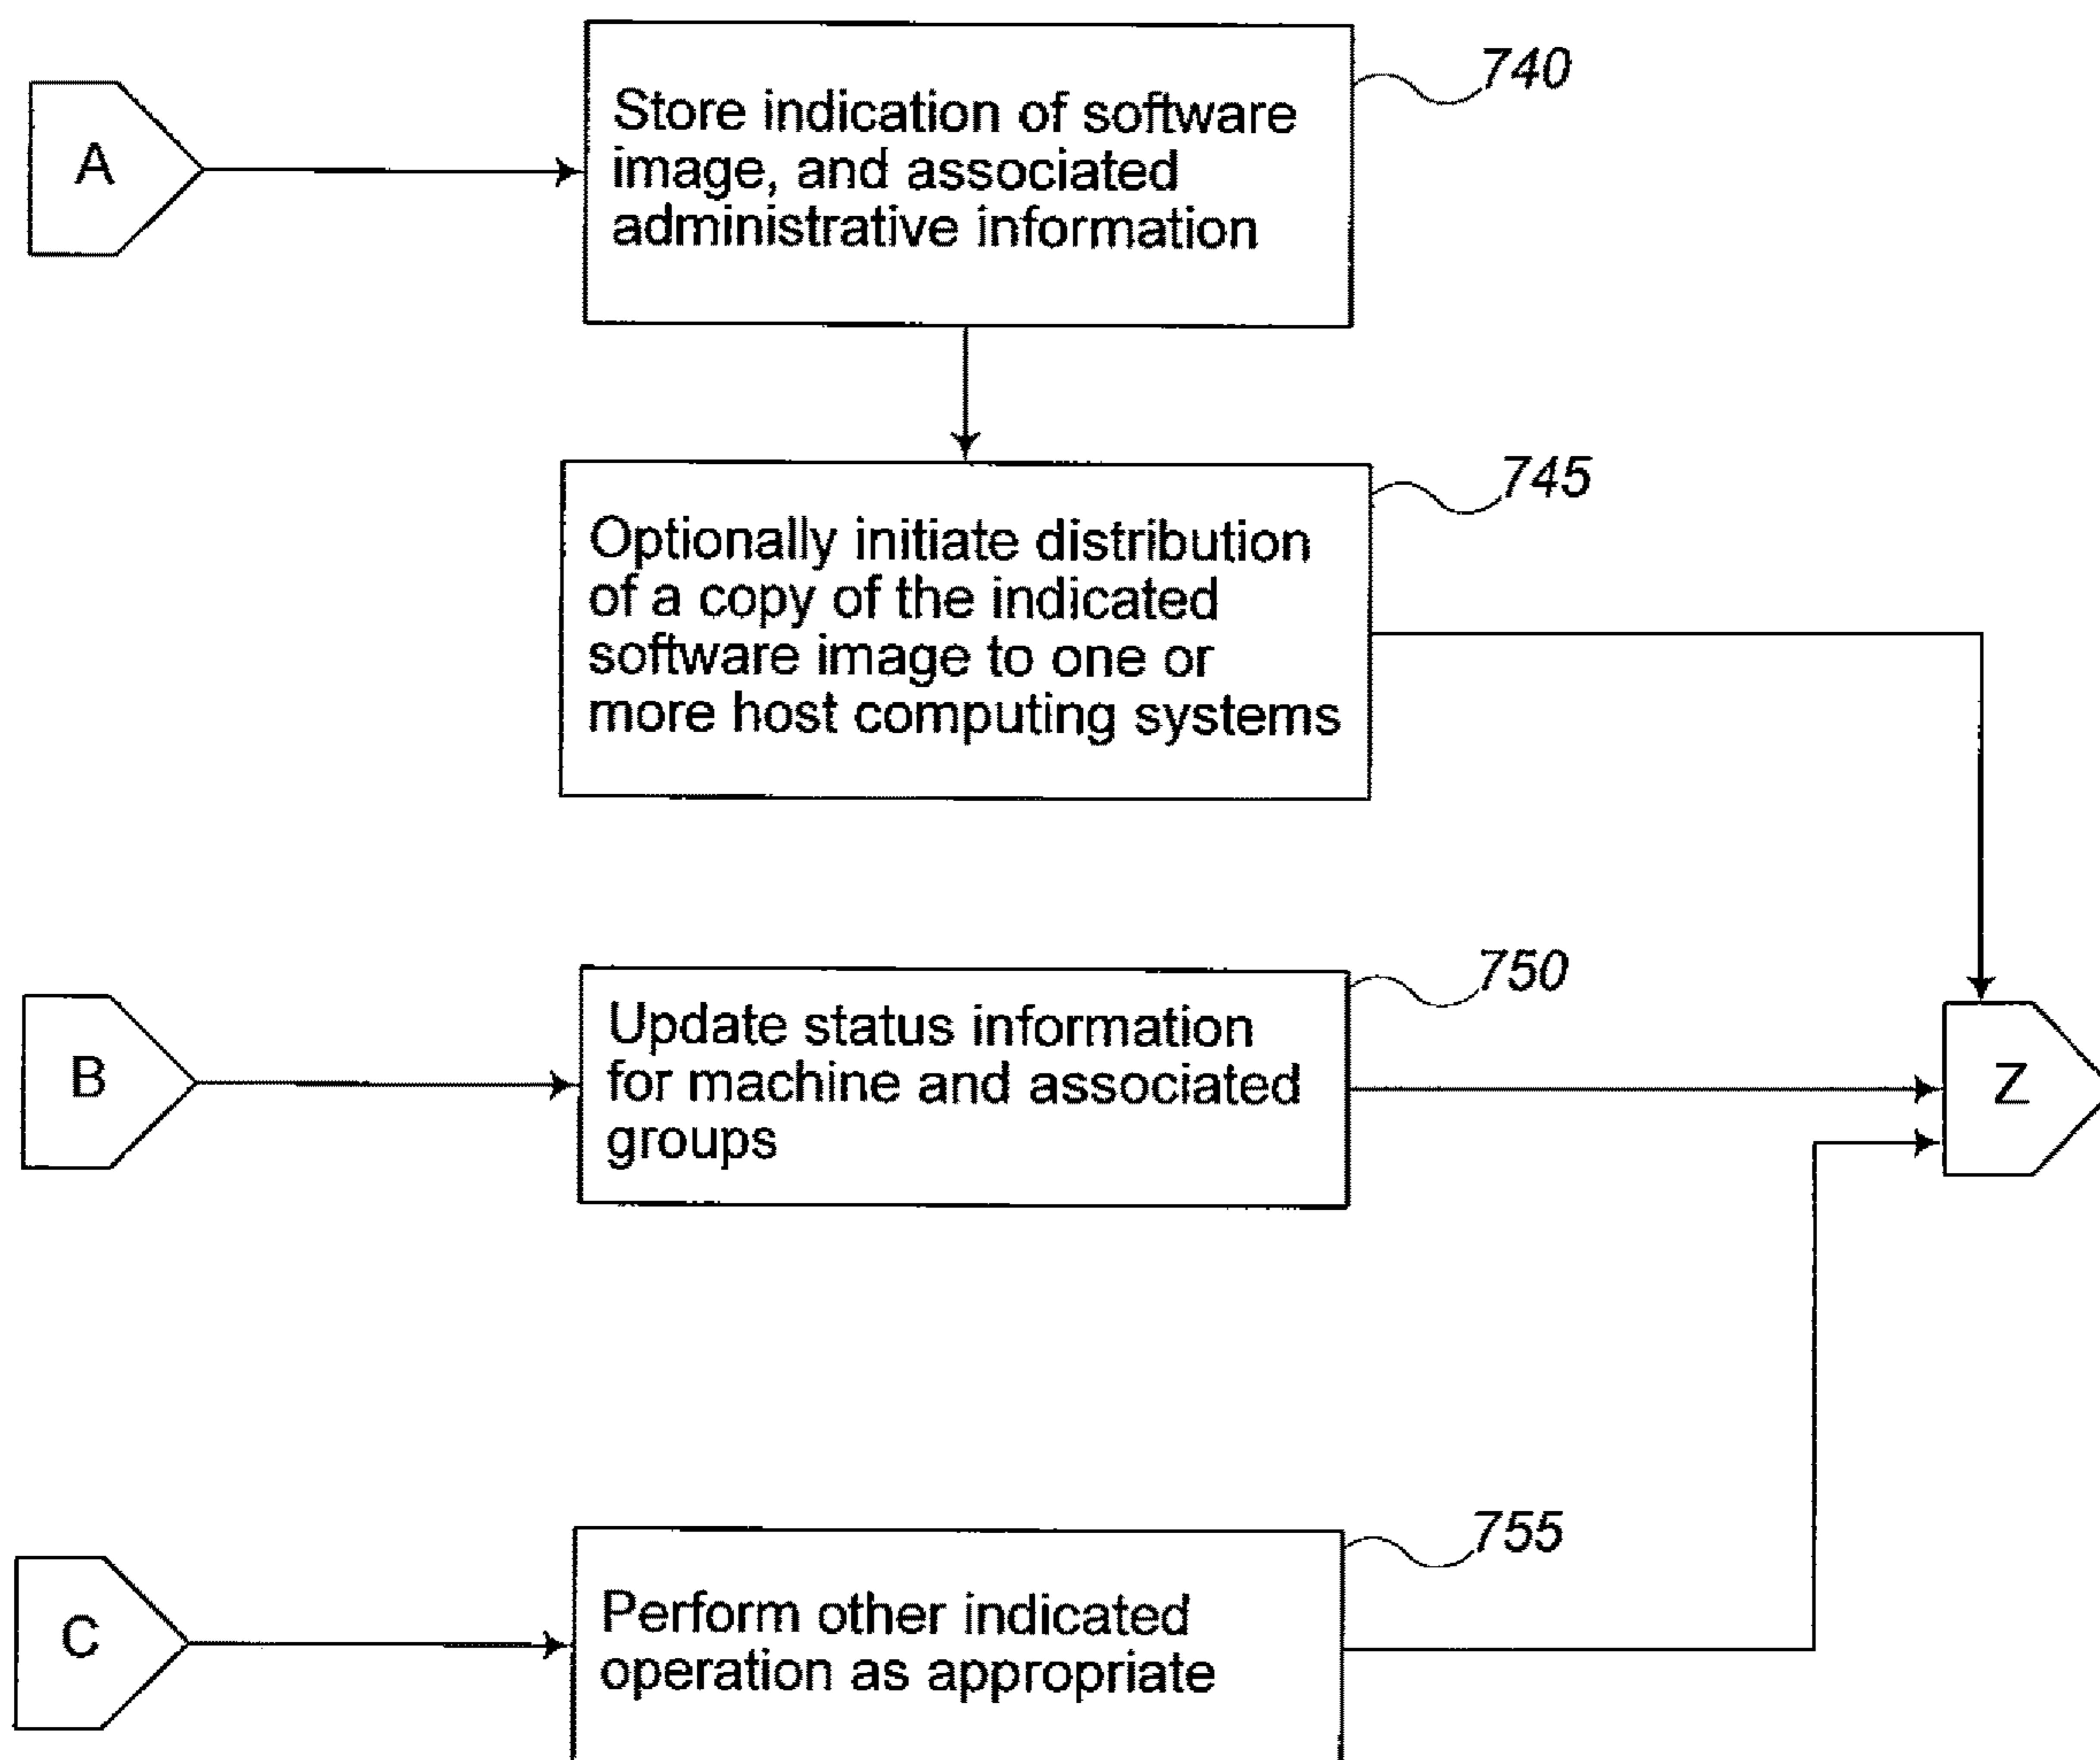 740
A
Store indication of software
image, and associated
administrative information
745
Optionally initiate distribution
of a copy of the indicated
software image to one or
more host computing systems
750
B
Update status information
for machine and associated
groups
Z
755
C
Perform other indicated
operation as appropriate